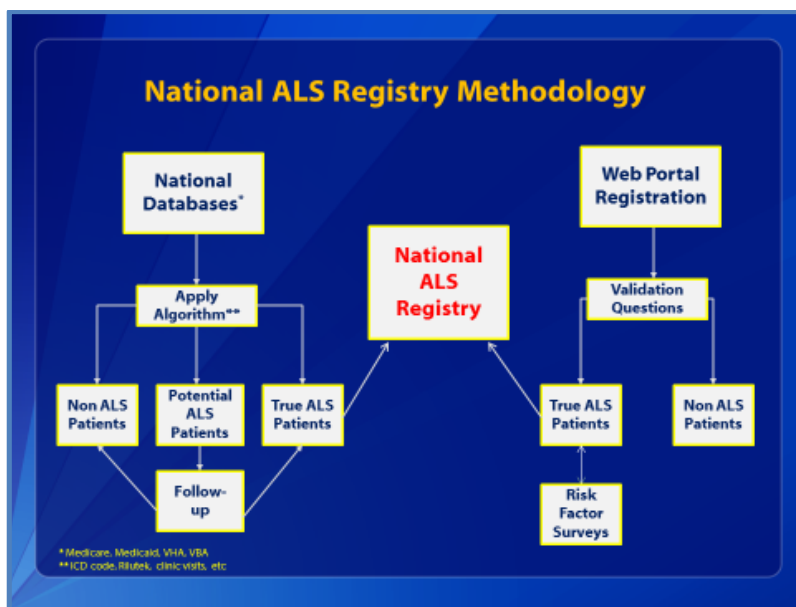 National ALS Registry Methodology
National
Databases*
Web Portal
Registration
National
ALS
Registry
Apply
Algorithm**
Validation
Questions
Non ALS
Patients
Potential
ALS
Patients
True ALS
Patients
True ALS
Patients
Non ALS
Patients
Follow-
up
Risk
Factor
Surveys
* Medicare, Medicaid, VHA, VBA
** ICD code, Rilutek, clinic visits, etc